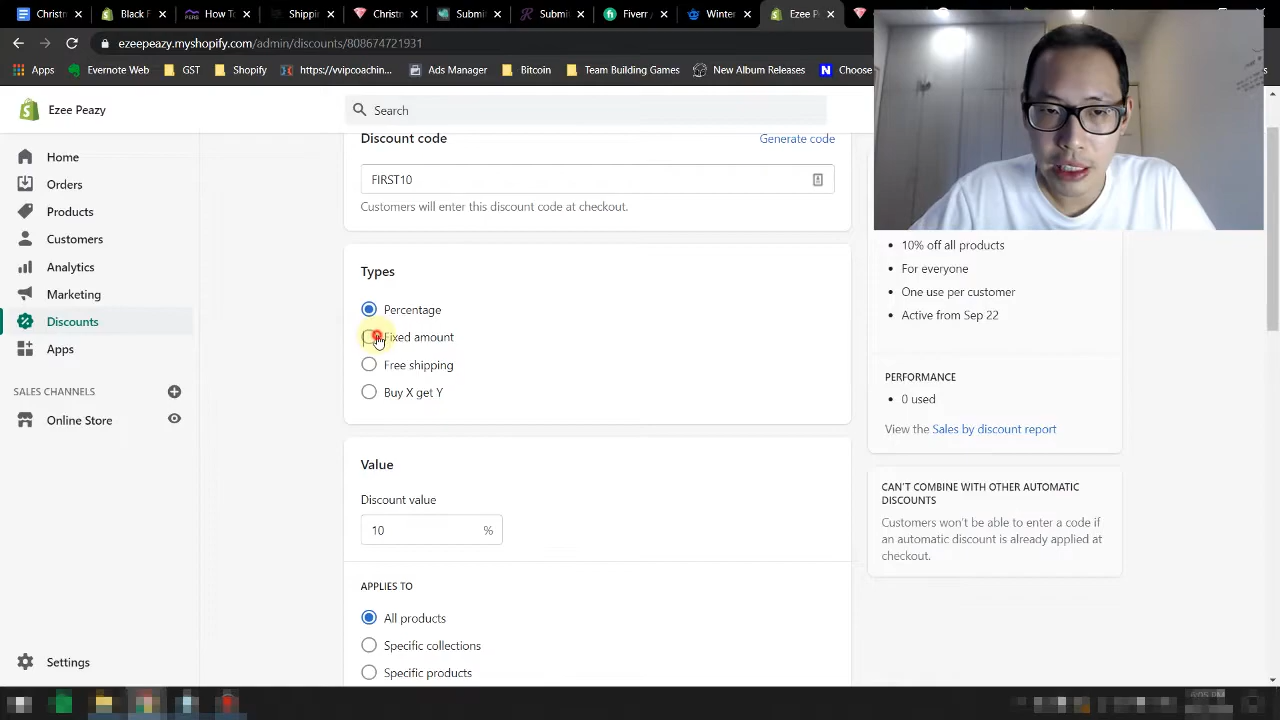 Christm
Black F
How To
Shippin
Christm
Submi
Submi
Fiverr /
Winter
Ezee P
ezeepeazy.myshopify.com/admin/discounts/808674721931
Apps
Evernote Web
GST
Shopify
https://vipcoachin...
Ads Manager
Bitcoin
Team Building Games
New Album Releases
Choose
Ezee Peazy
Search
Home
Orders
Products
Customers
Analytics
Marketing
Discounts
Apps
SALES CHANNELS
Online Store
Settings
Discount code
Generate code
FIRST10
Customers will enter this discount code at checkout.
Types
Percentage
Fixed amount
Free shipping
Buy X get Y
Value
Discount value
10 %
APPLIES TO
All products
Specific collections
Specific products
10% off all products
For everyone
One use per customer
Active from Sep 22
PERFORMANCE
0 used
View the Sales by discount report
CAN'T COMBINE WITH OTHER AUTOMATIC
DISCOUNTS
Customers won't be able to enter a code if
an automatic discount is already applied at
checkout.